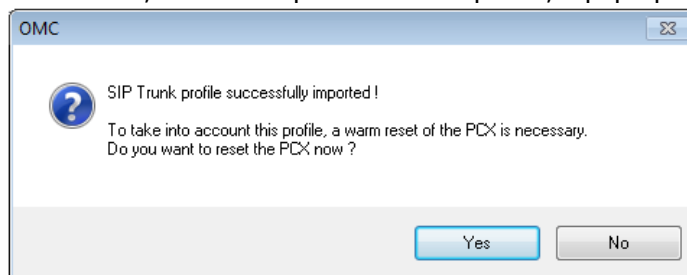 OMC
SIP Trunk profile successfully imported !
To take into account this profile, a warm reset of the PCX is necessary.
Do you want to reset the PCX now ?
Yes
No